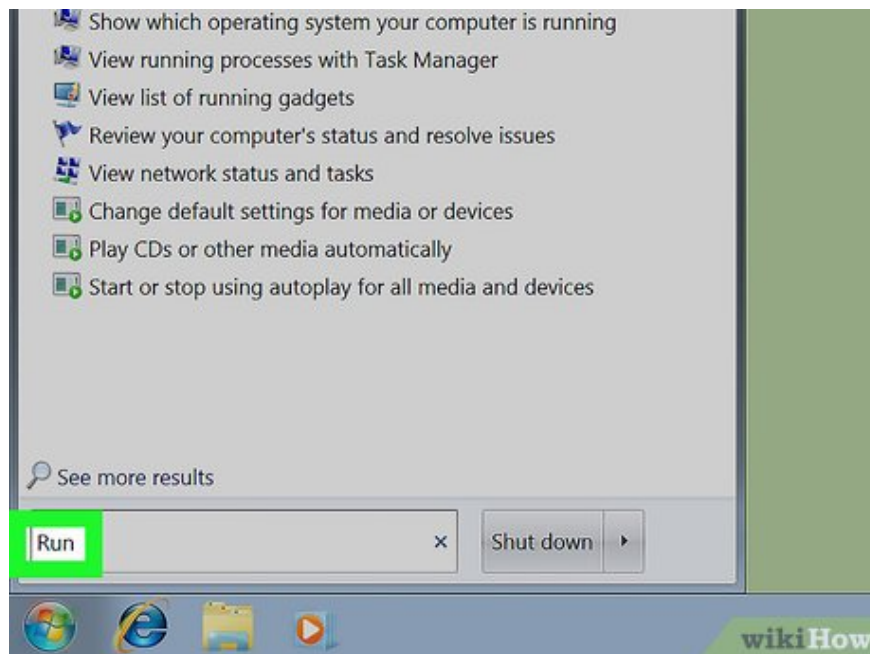 Show which operating system your computer is running
View running processes with Task Manager
View list of running gadgets
Review your computer's status and resolve issues
View network status and tasks
Change default settings for media or devices
Play CDs or other media automatically
Start or stop using autoplay for all media and devices
See more results
Run × Shut down
wikiHow